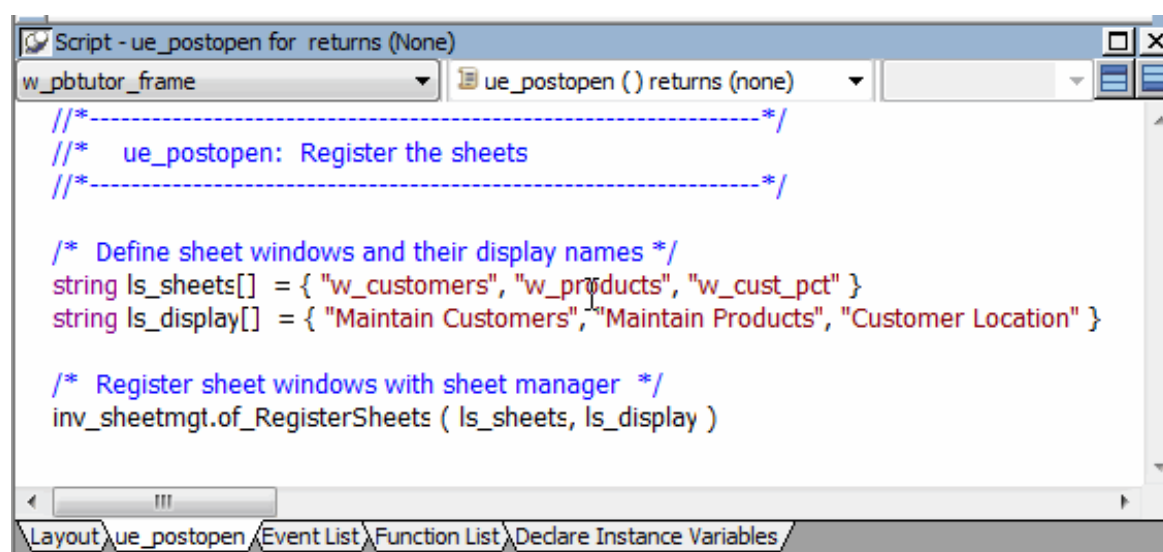 Script - ue_postopen for returns (None)
w_pbtutor_frame
ue_postopen ( ) returns (none)
//*----------------------------------------------------------------*/
//* ue_postopen: Register the sheets
//*----------------------------------------------------------------*/
/* Define sheet windows and their display names */
string ls_sheets[] = { "w_customers", "w_products", "w_cust_pct" }
string ls_display[] = { "Maintain Customers", "Maintain Products", "Customer Location" }
/* Register sheet windows with sheet manager */
inv_sheetmgt.of_RegisterSheets ( ls_sheets, ls_display )
Layout ue_postopen Event List Function List Declare Instance Variables